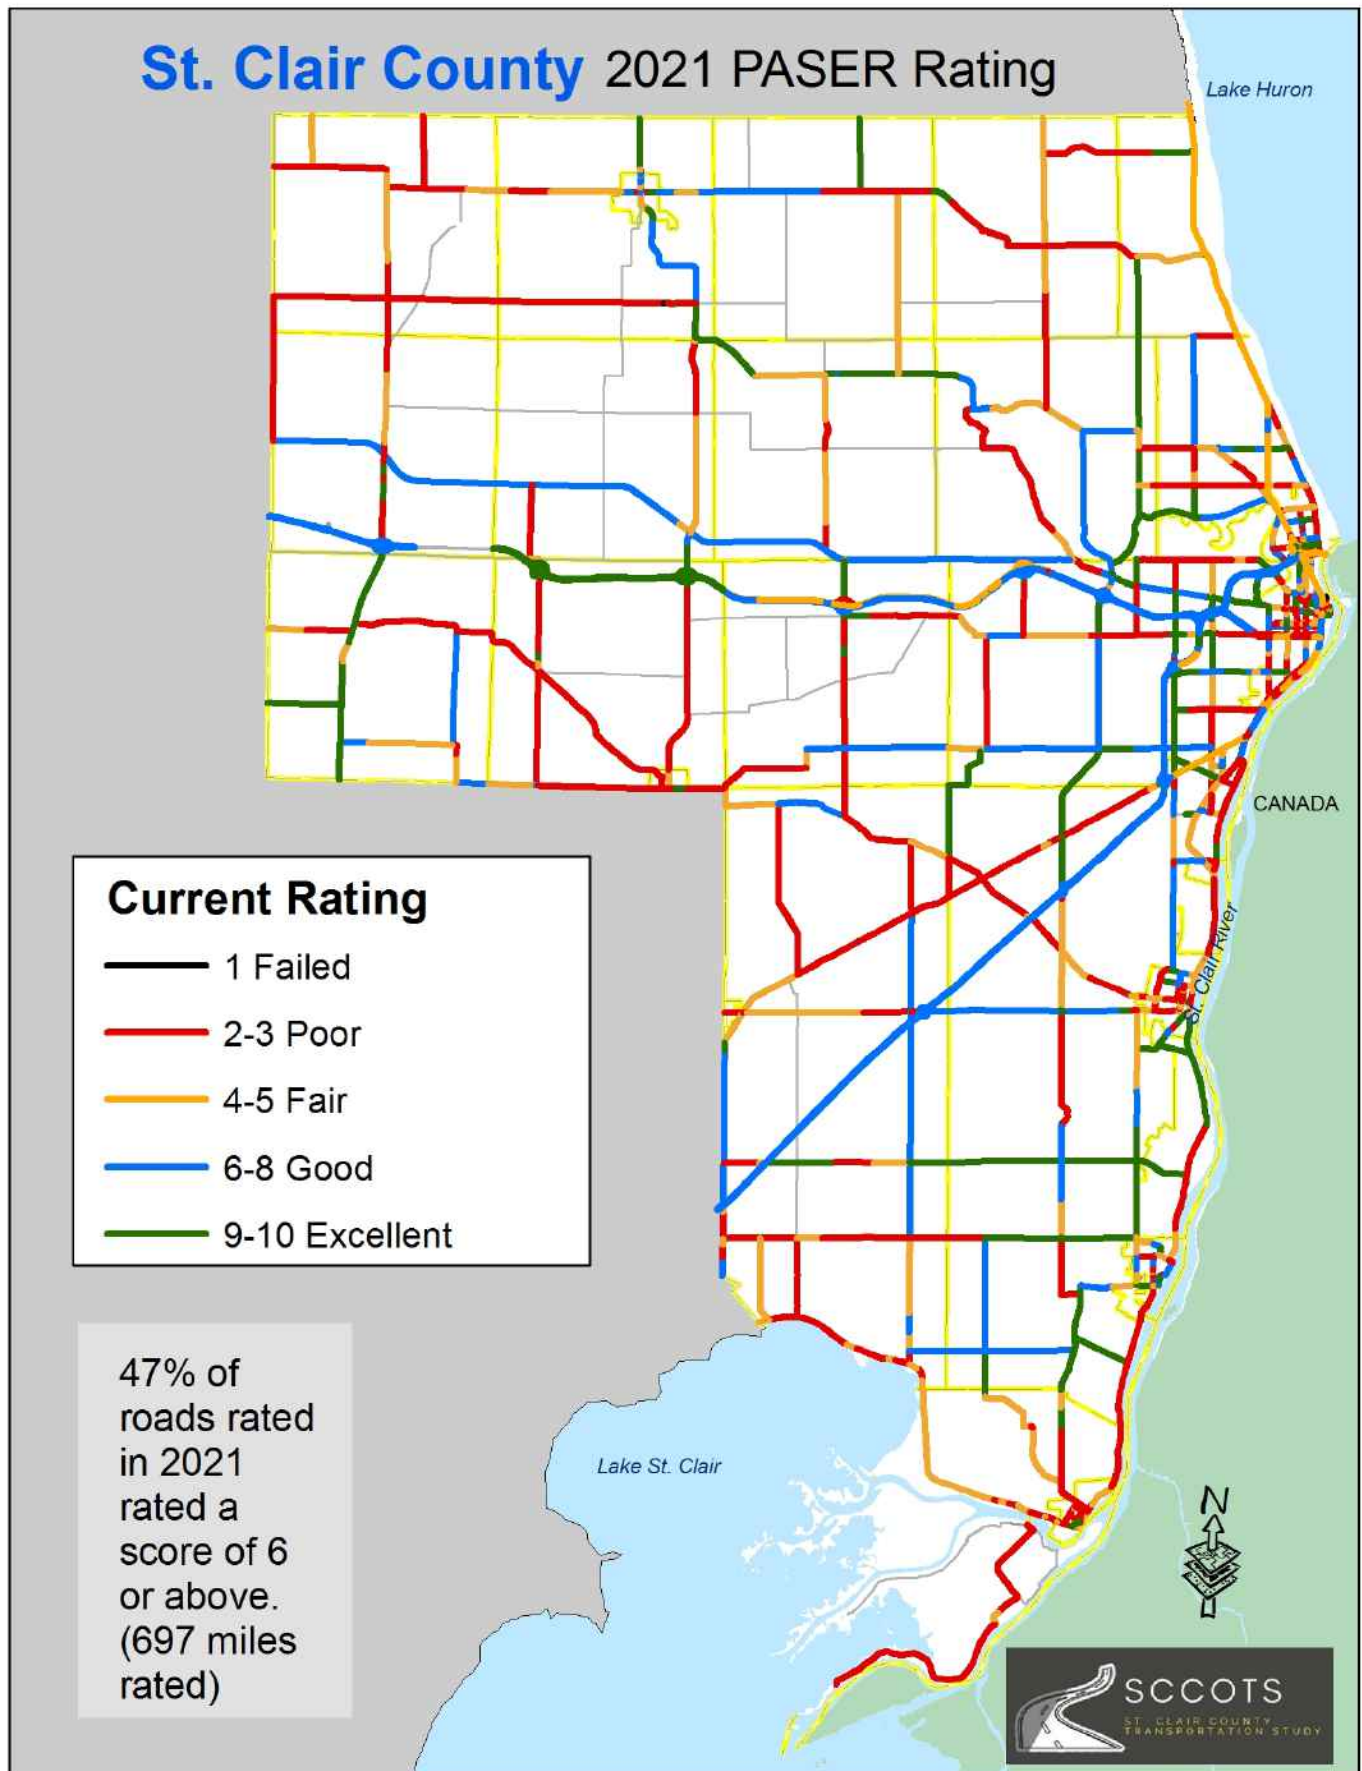 St. Clair County 2021 PASER Rating
Lake Huron
CANADA
Current Rating
1 Failed
2-3 Poor
4-5 Fair
6-8 Good
9-10 Excellent
St. Clair River
47% of
roads rated
in 2021
rated a
score of 6
or above.
(697 miles
rated)
Lake St. Clair
N
SCCOTS
ST. CLAIR COUNTY
TRANSPORTATION STUDY